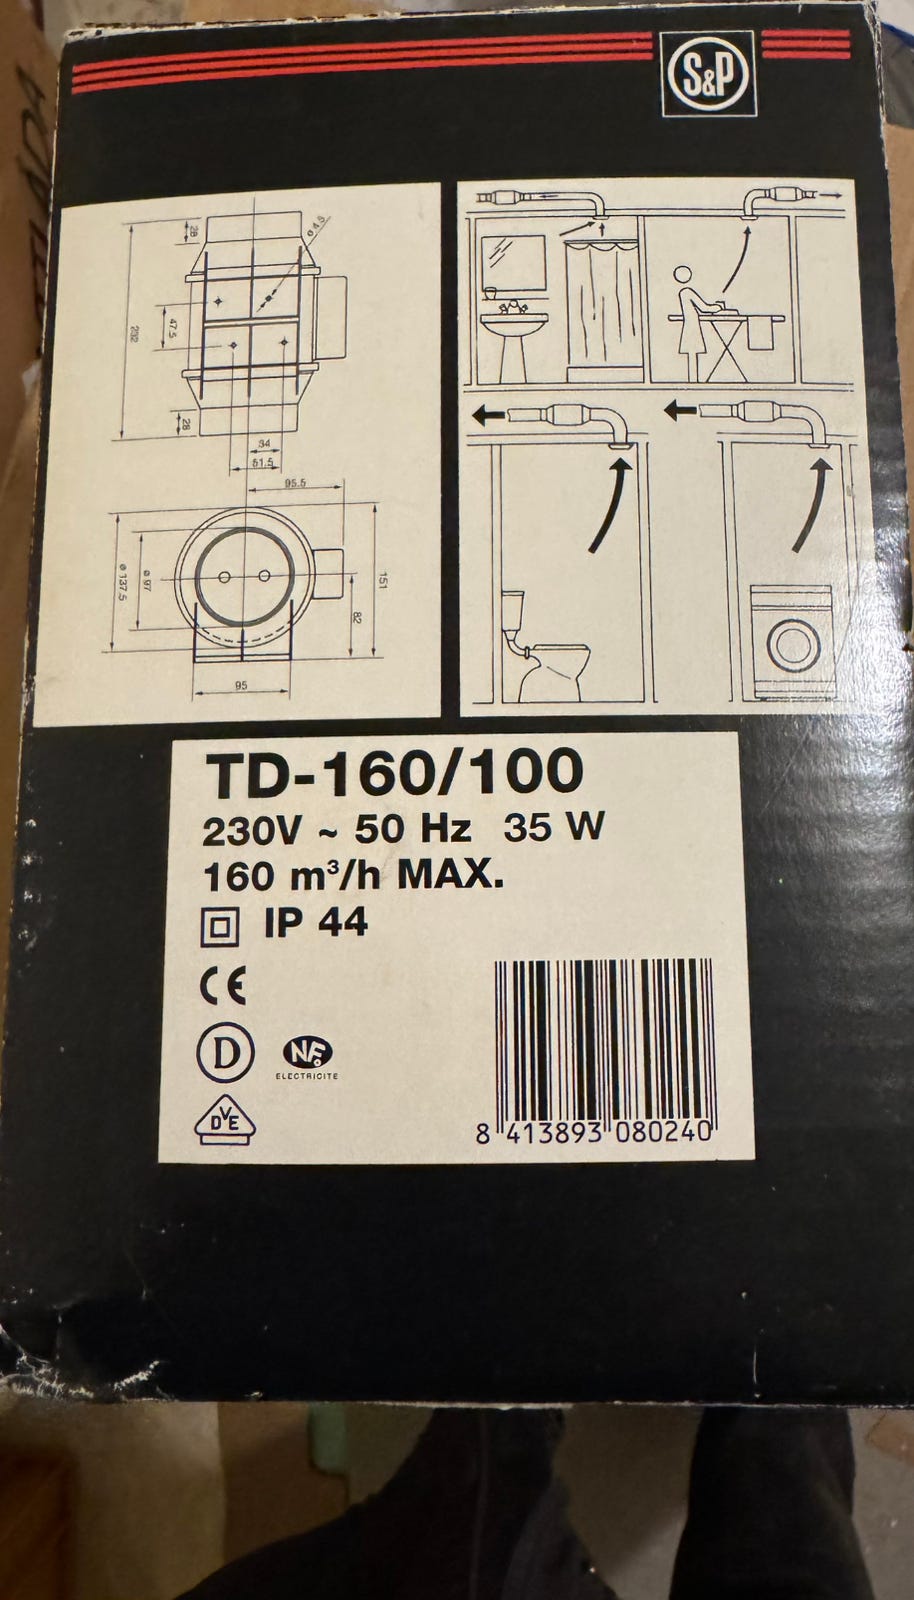 S&P
28
ø 4.5
232
47.5
28
34
51.5
95.5
ø 137.5
ø 97
151
82
95
TD-160/100
230V ~ 50 Hz 35 W
160 m³/h MAX.
IP 44
CE
D NF
ELECTRICITE
DVE
8 413893 080240